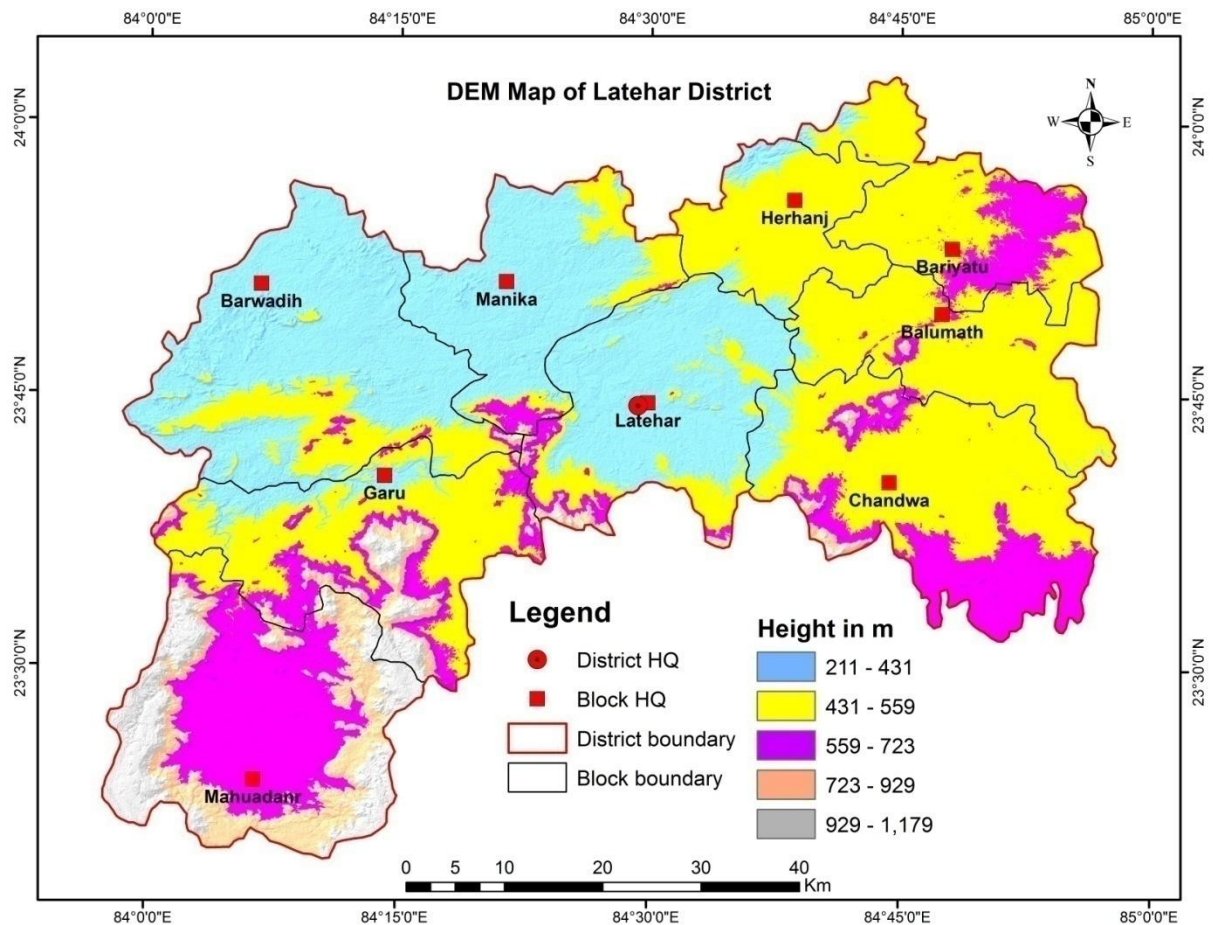 84°0'0"E
84°15'0"E
84°30'0"E
84°45'0"E
85°0'0"E
DEM Map of Latehar District
N
W
E
S
24°0'0"N
24°0'0"N
Herhanj
Bariyatu
Barwadih
Manika
Balumath
23°45'0"N
23°45'0"N
Latehar
Garu
Chandwa
Legend
District HQ
Block HQ
District boundary
Block boundary
Height in m
211 - 431
431 - 559
559 - 723
723 - 929
929 - 1,179
23°30'0"N
23°30'0"N
Mahuadanr
0 5 10 20 30 40
Km
84°0'0"E
84°15'0"E
84°30'0"E
84°45'0"E
85°0'0"E